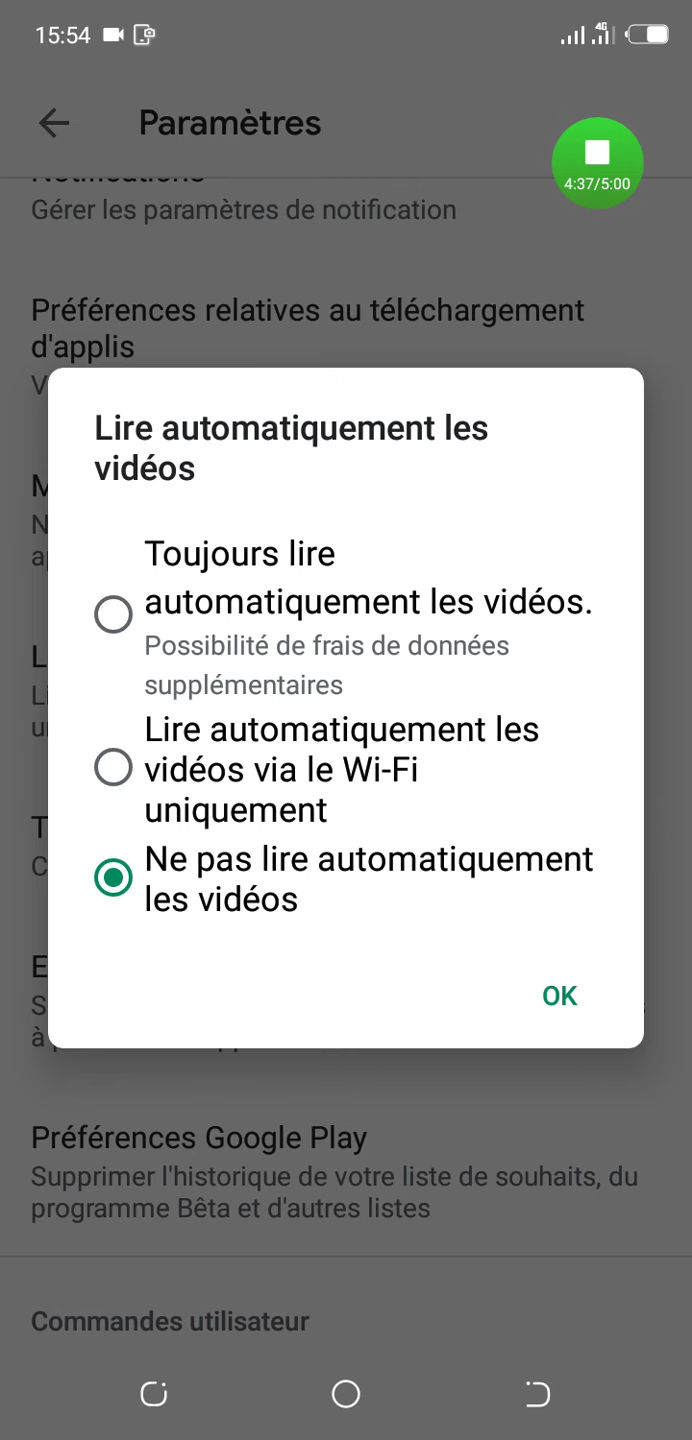 15:54
4G
Paramètres
4:37/5:00
Notifications
Gérer les paramètres de notification
Préférences relatives au téléchargement
d'applis
Lire automatiquement les
vidéos
Toujours lire
automatiquement les vidéos.
Possibilité de frais de données
supplémentaires
Lire automatiquement les
vidéos via le Wi-Fi
uniquement
Ne pas lire automatiquement
les vidéos
OK
Préférences Google Play
Supprimer l'historique de votre liste de souhaits, du
programme Bêta et d'autres listes
Commandes utilisateur